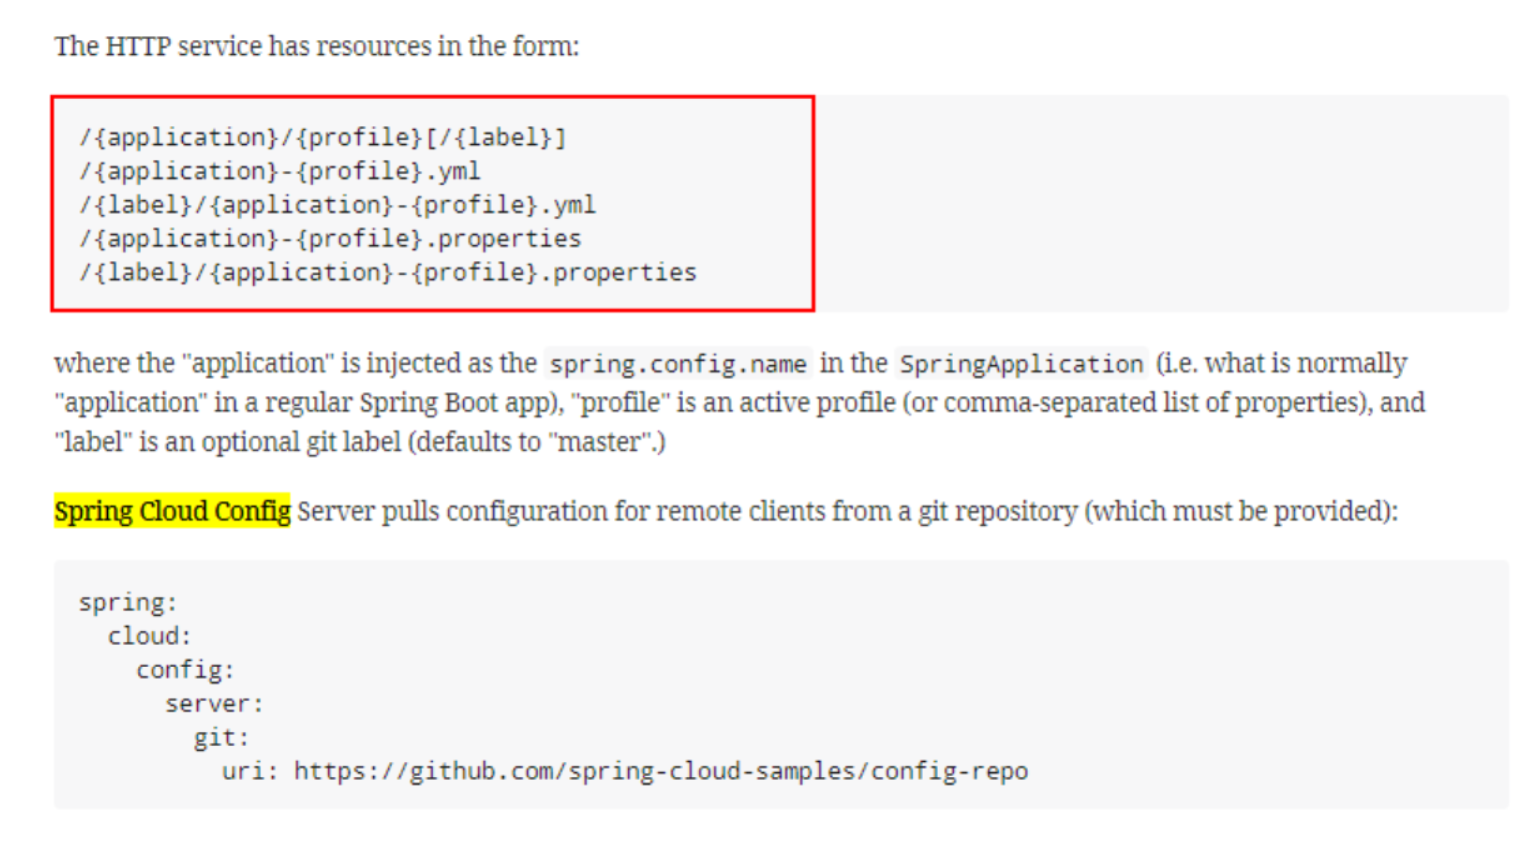 The HTTP service has resources in the form:
/{application}/{profile}[/{label}]
/{application}-{profile}.yml
/{label}/{application}-{profile}.yml
/{application}-{profile}.properties
/{label}/{application}-{profile}.properties
where the "application" is injected as the spring.config.name in the SpringApplication (i.e. what is normally
"application" in a regular Spring Boot app), "profile" is an active profile (or comma-separated list of properties), and
"label" is an optional git label (defaults to "master".)
Spring Cloud Config Server pulls configuration for remote clients from a git repository (which must be provided):
spring:
  cloud:
    config:
      server:
        git:
          uri: https://github.com/spring-cloud-samples/config-repo